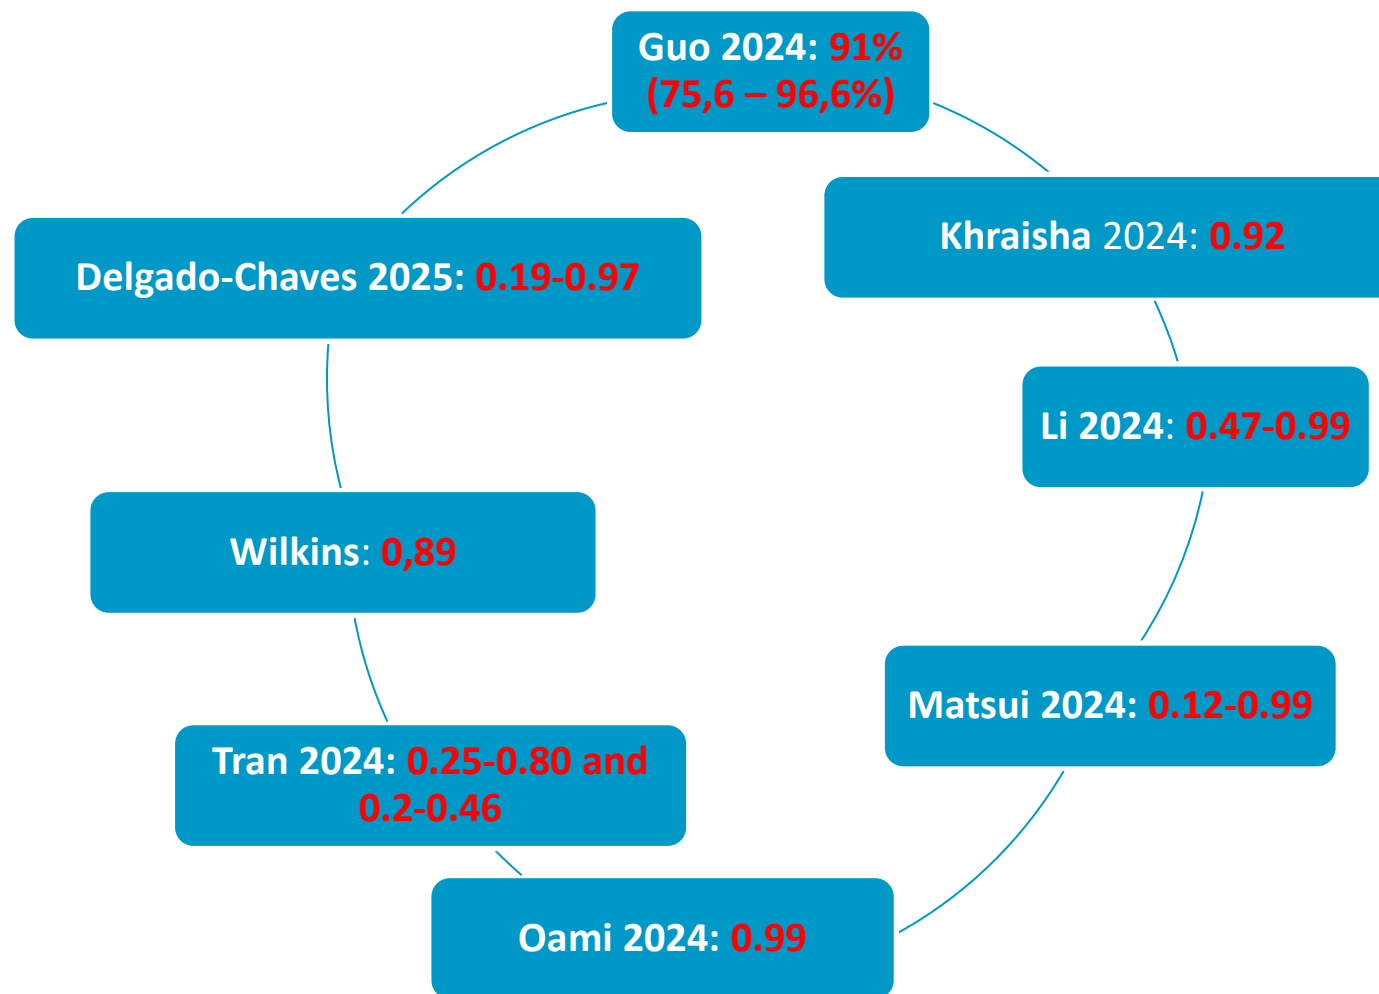 Guo 2024: 91%
(75,6 – 96,6%)
Khraisha 2024: 0.92
Li 2024: 0.47-0.99
Matsui 2024: 0.12-0.99
Oami 2024: 0.99
Tran 2024: 0.25-0.80 and
0.2-0.46
Wilkins: 0,89
Delgado-Chaves 2025: 0.19-0.97